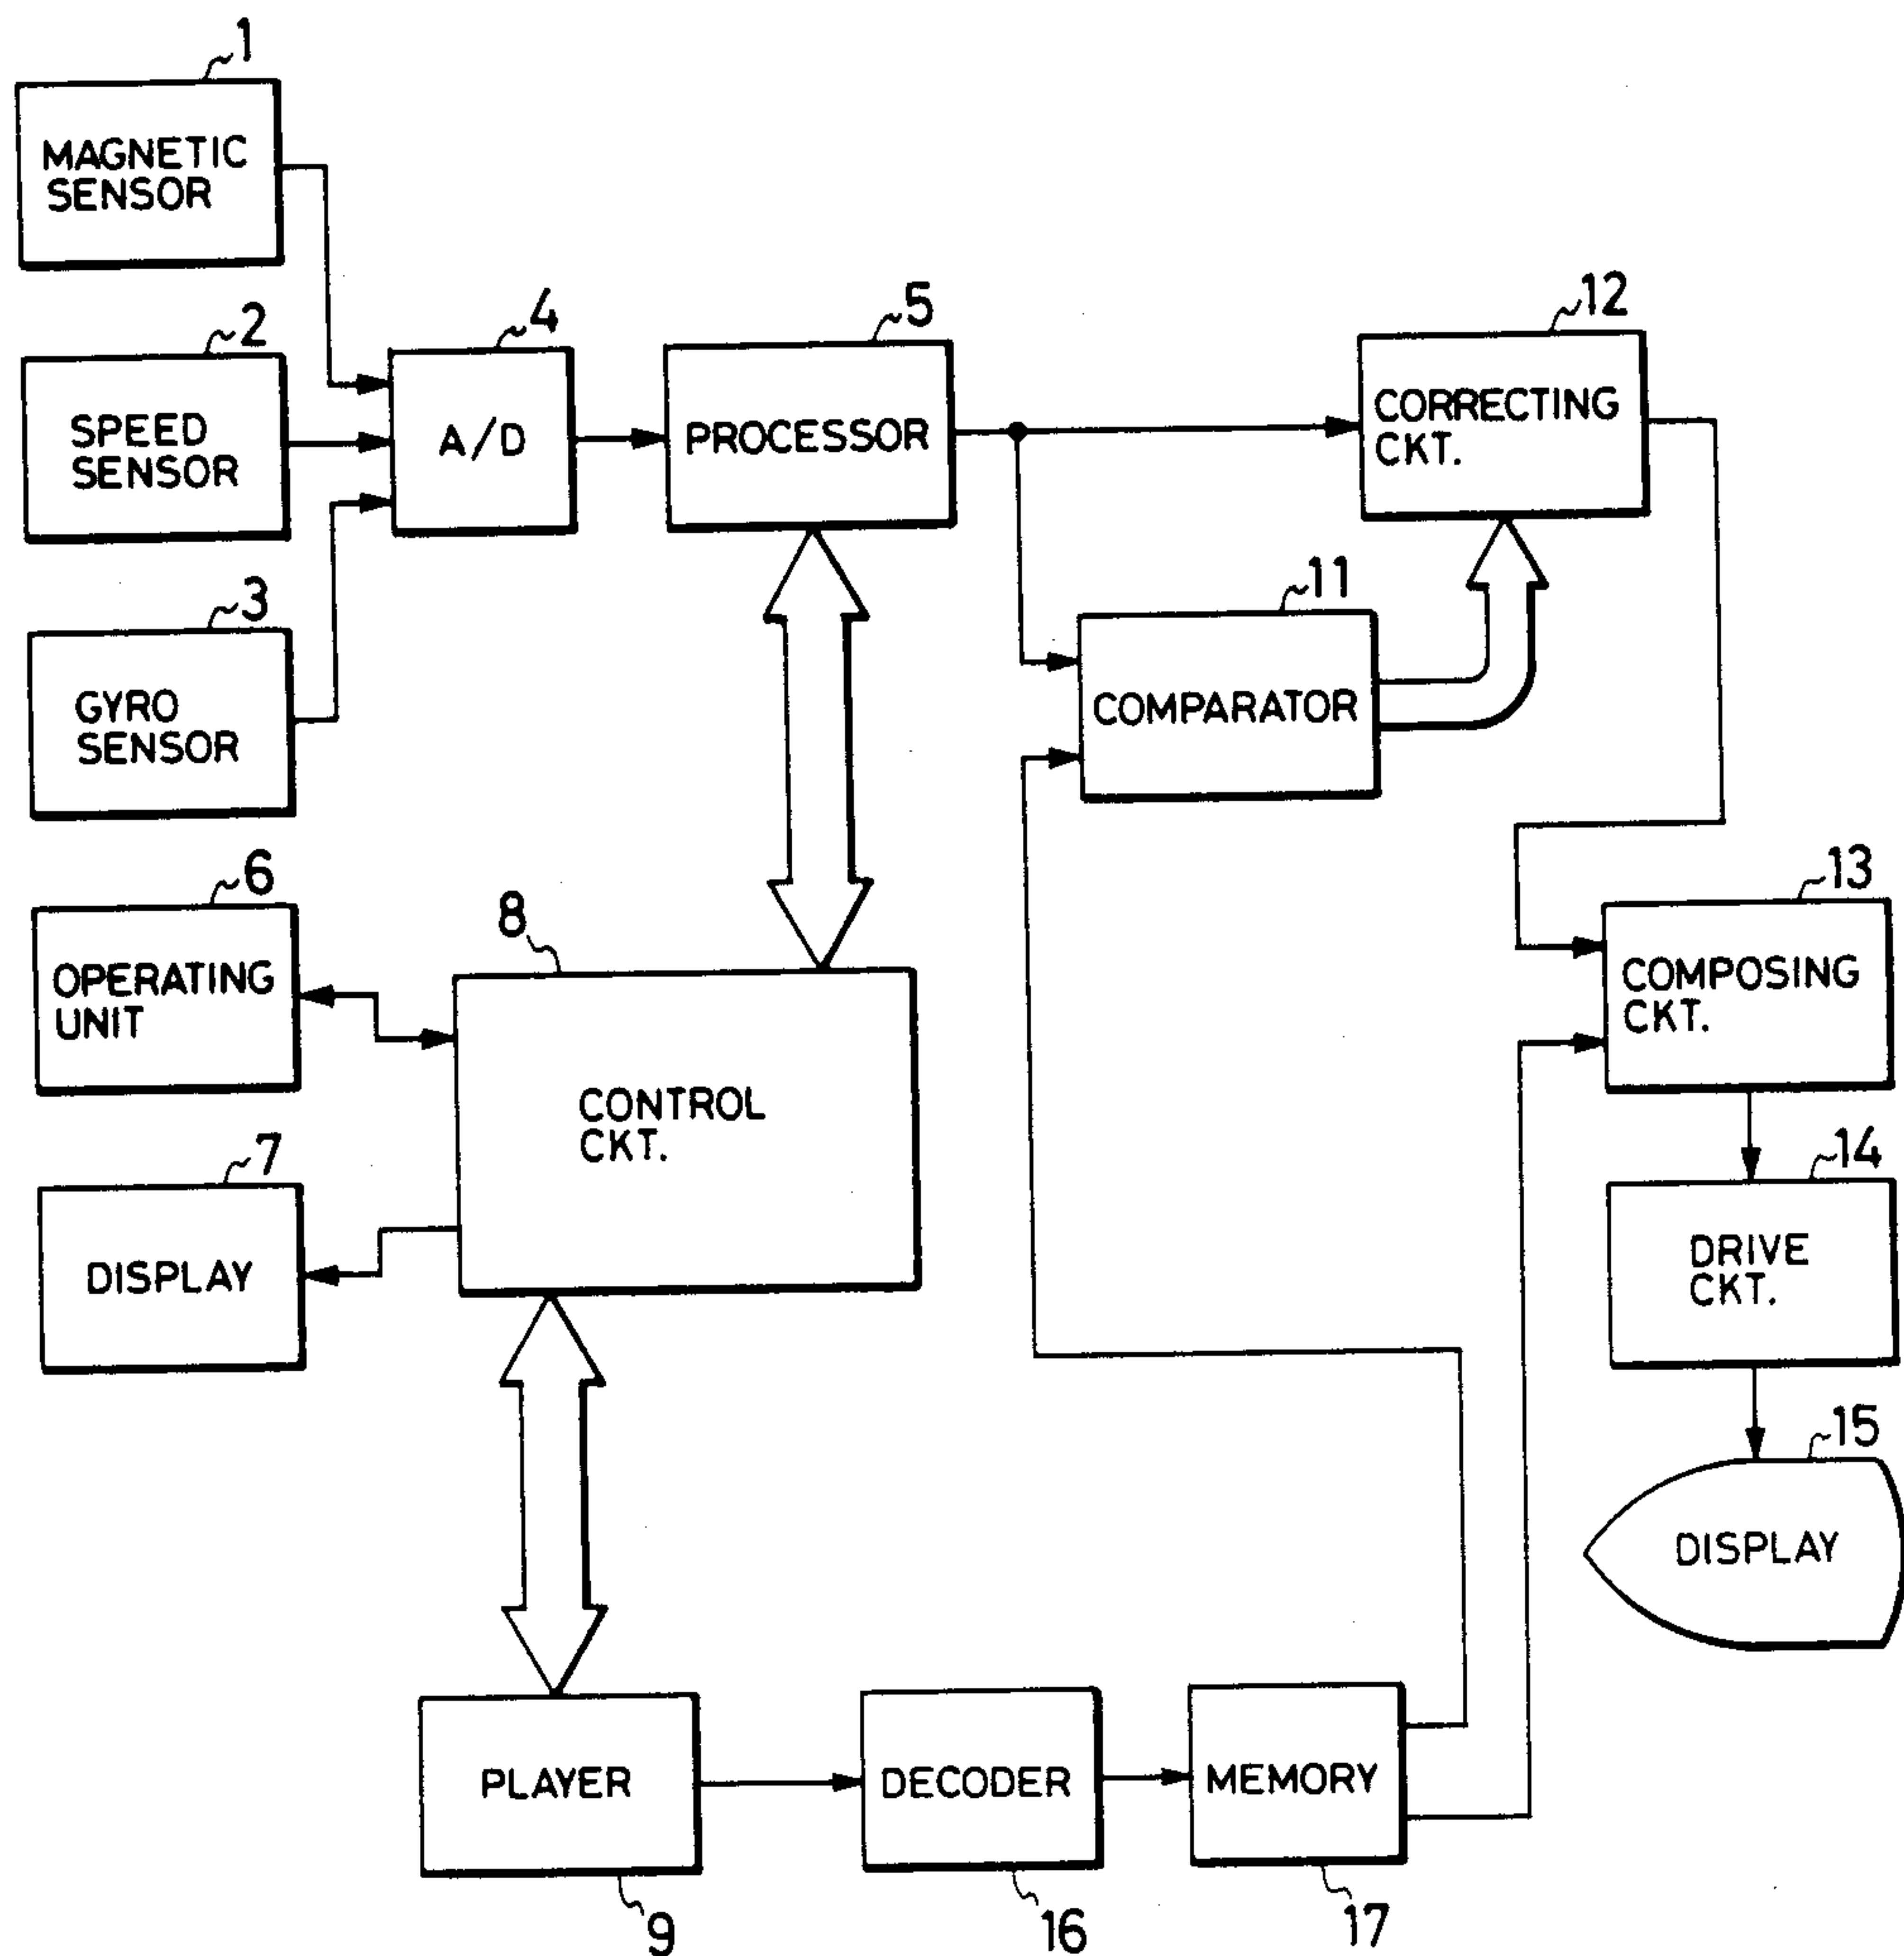 1
MAGNETIC
SENSOR
2
SPEED
SENSOR
3
GYRO
SENSOR
4
A/D
5
PROCESSOR
12
CORRECTING
CKT.
11
COMPARATOR
6
OPERATING
UNIT
7
DISPLAY
8
CONTROL
CKT.
13
COMPOSING
CKT.
14
DRIVE
CKT.
15
DISPLAY
PLAYER
9
DECODER
16
MEMORY
17